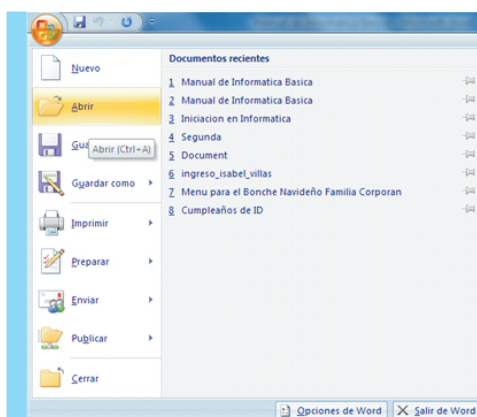 Nuevo
Abrir
Abrir (Ctrl+A)
Guardar como
Imprimir
Preparar
Enviar
Publicar
Cerrar
Documentos recientes
1 Manual de Informatica Basica
2 Manual de Informatica Basica
3 Iniciacion en Informatica
4 Segunda
5 Document
6 ingreso_isabel_villas
7 Menu para el Bonche Navideño Familia Corporan
8 Cumpleaños de ID
Opciones de Word
Salir de Word